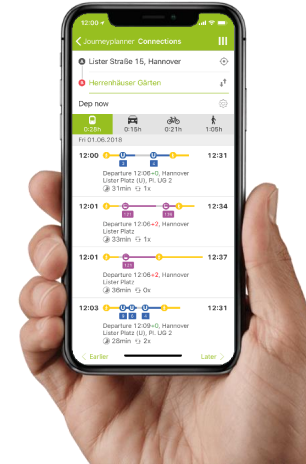 12:00
Journeyplanner Connections
A Lister Straße 15, Hannover
B Herrenhäuser Gärten
Dep now
0:28h 0:15h 0:21h 1:05h
Fri 01.06.2018
12:00 U U 12:31
Departure 12:06+0, Hannover
Lister Platz (U), Pl. UG 2
31min 1x
12:01 12:34
121 136
Departure 12:06+2, Hannover
Lister Platz
33min 1x
12:01 12:37
121
Departure 12:06+2, Hannover
Lister Platz
36min 0x
12:03 U U U 12:31
Departure 12:09+0, Hannover
Lister Platz (U), Pl. UG 2
28min 2x
Earlier Later